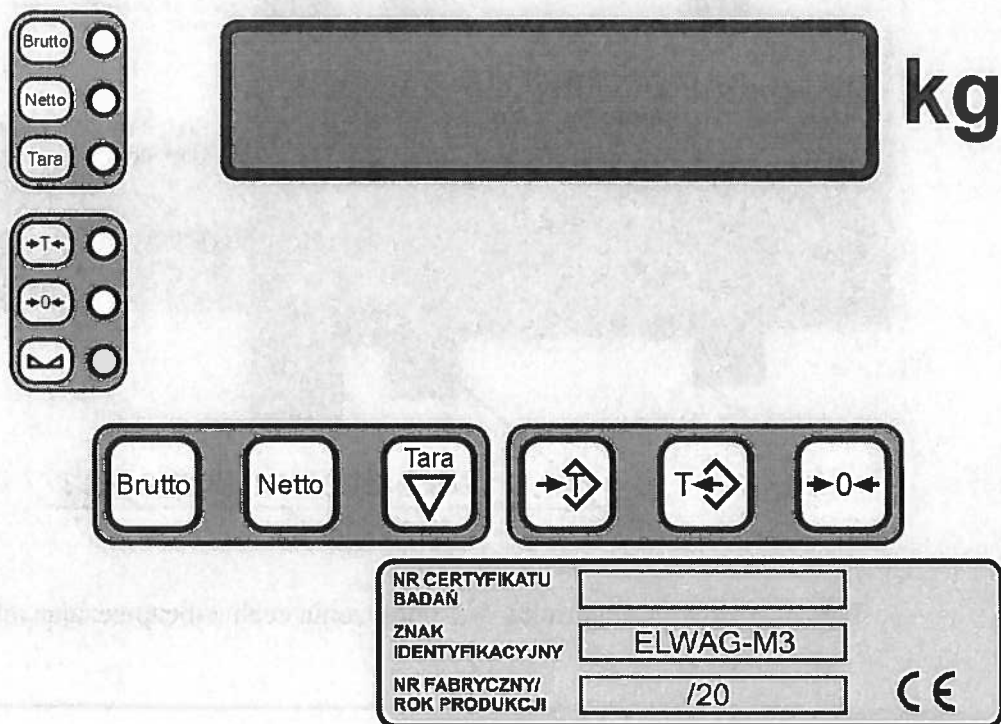 Brutto
Netto
Tara
→T←
→0←
kg
Brutto
Netto
Tara
→T
T←
→0←
NR CERTYFIKATU
BADAŃ
ZNAK
IDENTYFIKACYJNY
ELWAG-M3
NR FABRYCZNY/
ROK PRODUKCJI
/20
CE